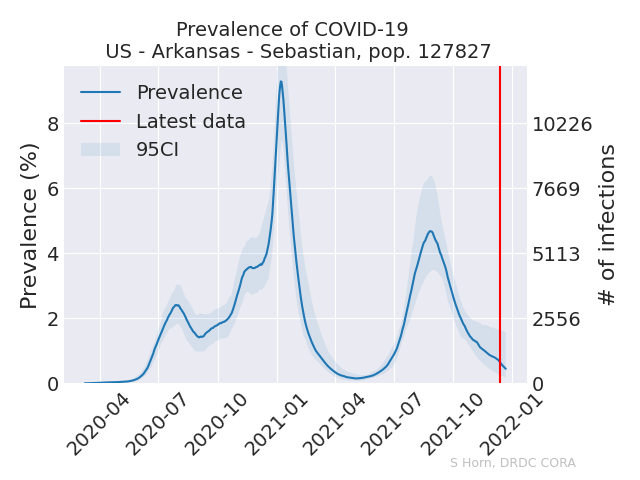 Prevalence of COVID-19
US - Arkansas - Sebastian, pop. 127827
Prevalence
Latest data
95CI
Prevalence (%)
8
6
4
2
0
# of infections
10226
7669
5113
2556
0
2020-04
2020-07
2020-10
2021-01
2021-04
2021-07
2021-10
2022-01
S Horn, DRDC CORA